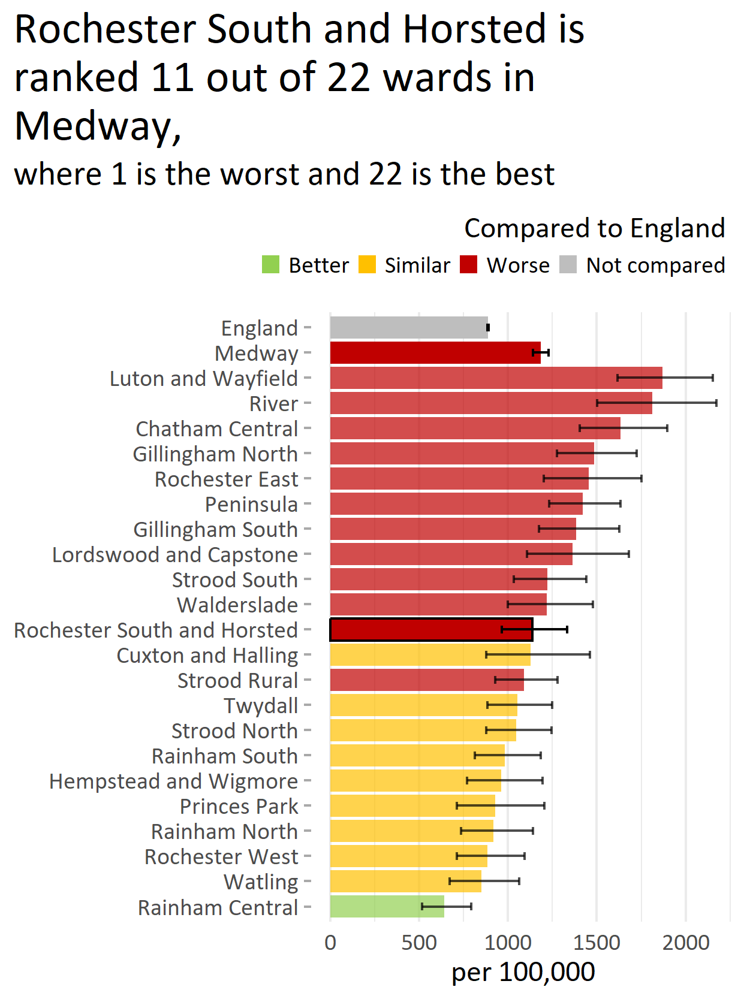 Rochester South and Horsted is
ranked 11 out of 22 wards in
Medway,
where 1 is the worst and 22 is the best
Compared to England
Better Similar Worse Not compared
England
Medway
Luton and Wayfield
River
Chatham Central
Gillingham North
Rochester East
Peninsula
Gillingham South
Lordswood and Capstone
Strood South
Walderslade
Rochester South and Horsted
Cuxton and Halling
Strood Rural
Twydall
Strood North
Rainham South
Hempstead and Wigmore
Princes Park
Rainham North
Rochester West
Watling
Rainham Central
0 500 1000 1500 2000
per 100,000